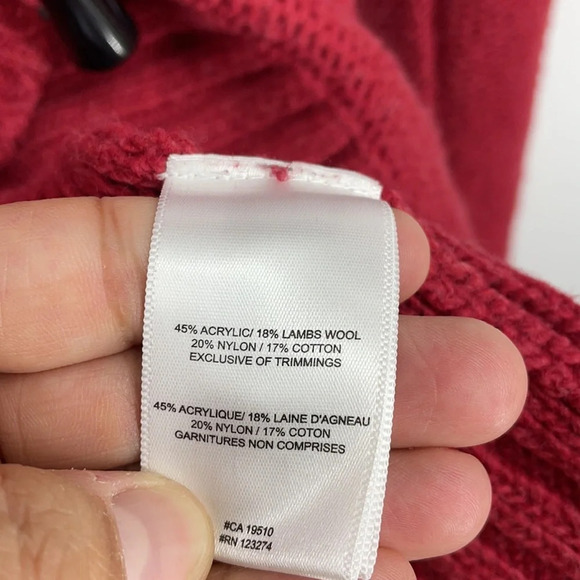 45% ACRYLIC/ 18% LAMBS WOOL
20% NYLON / 17% COTTON
EXCLUSIVE OF TRIMMINGS
45% ACRYLIQUE/ 18% LAINE D'AGNEAU
20% NYLON / 17% COTON
GARNITURES NON COMPRISES
#CA 19510
#RN 123274